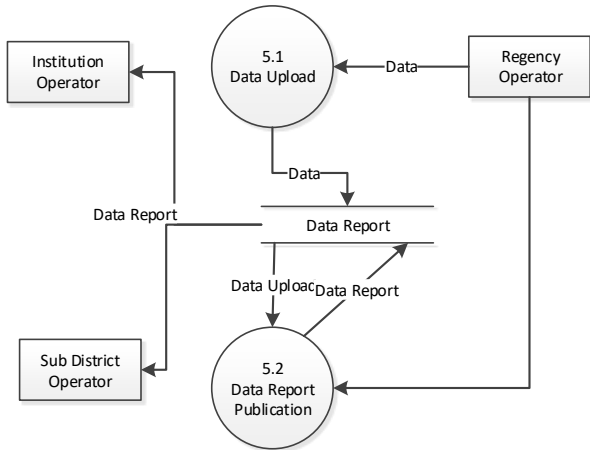 Institution
Operator
5.1
Data Upload
Data
Regency
Operator
Data
Data Report
Data Report
Data Upload
Data Report
Sub District
Operator
5.2
Data Report
Publication